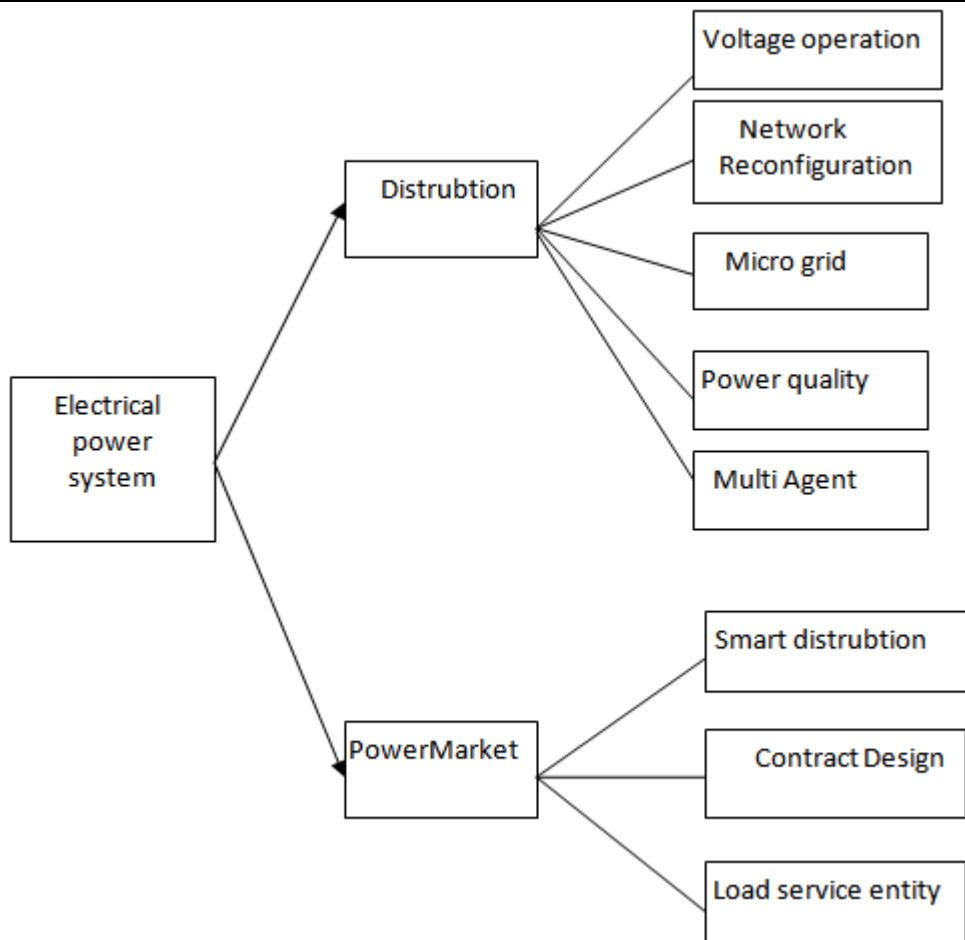 Voltage operation
Network
Reconfiguration
Distrubtion
Micro grid
Power quality
Electrical
power
system
Multi Agent
Smart distrubtion
PowerMarket
Contract Design
Load service entity